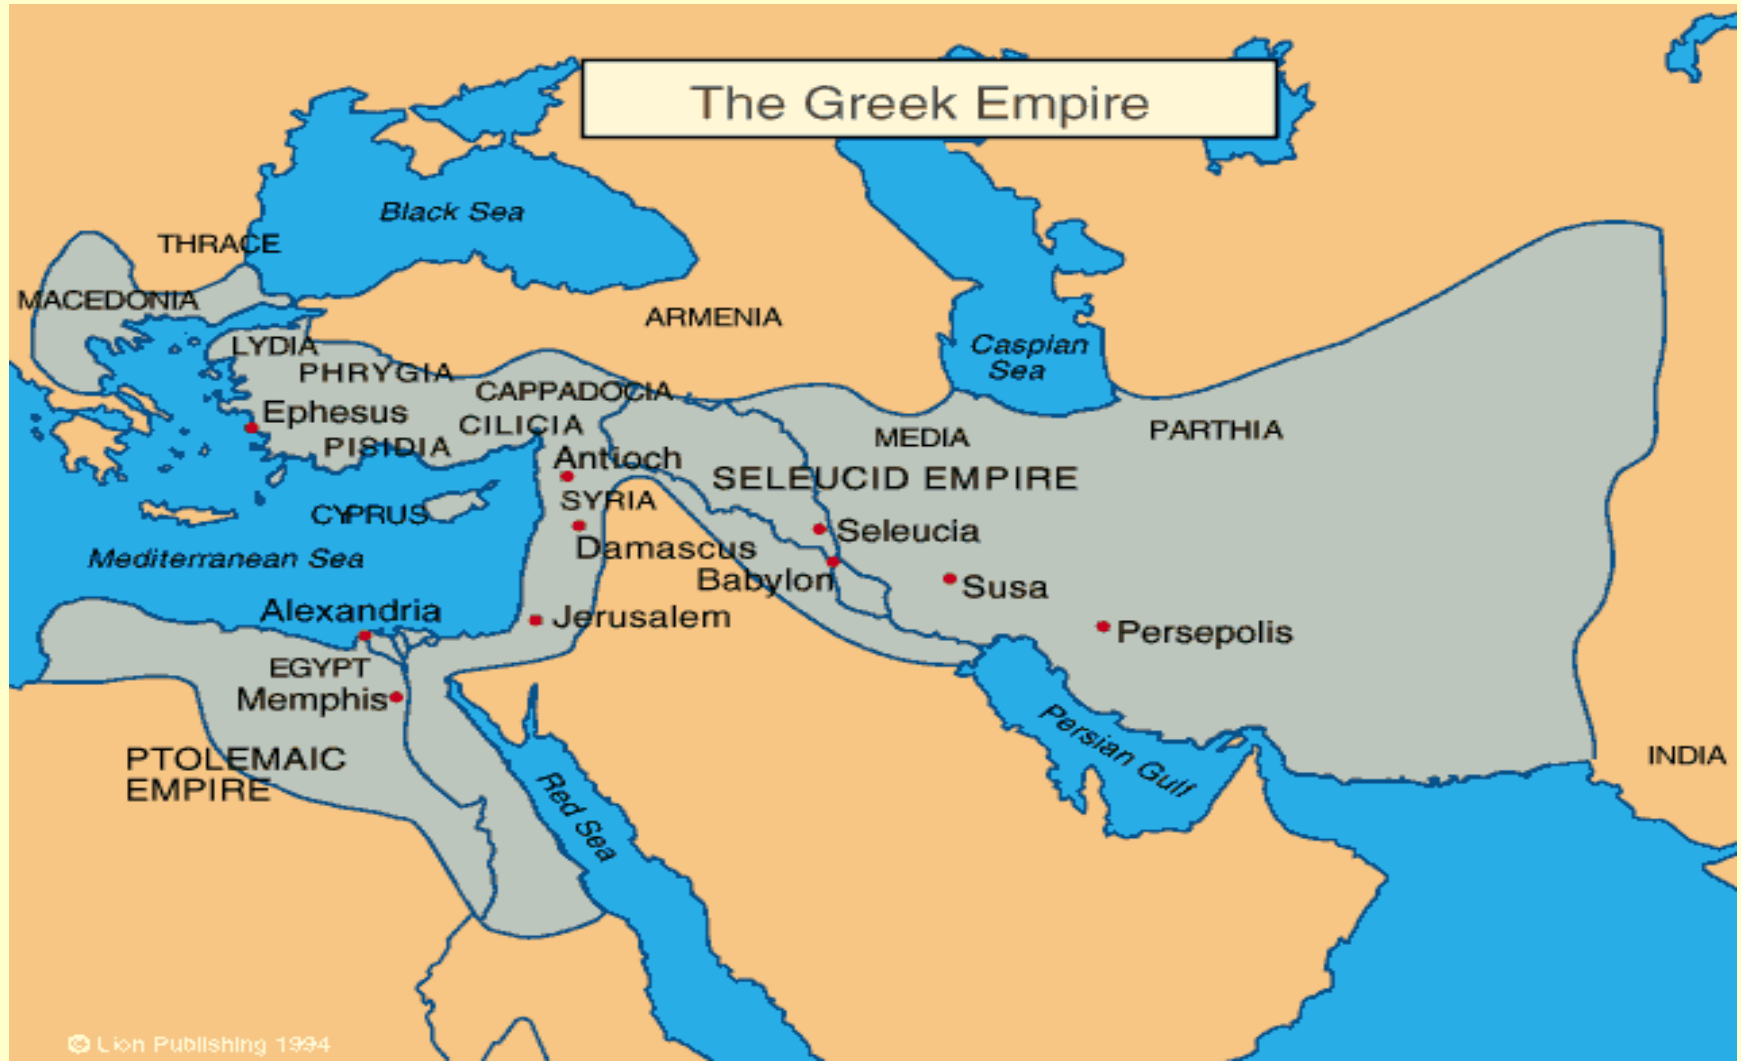 The Greek Empire
Black Sea
THRACE
MACEDONIA
ARMENIA
LYDIA
Caspian
Sea
PHRYGIA
CAPPADOCIA
Ephesus
CILICIA
PISIDIA
MEDIA
PARTHIA
Antioch
SELEUCID EMPIRE
SYRIA
CYPRUS
Seleucia
Damascus
Mediterranean Sea
Babylon
Susa
Alexandria
Jerusalem
Persepolis
EGYPT
Memphis
PTOLEMAIC
EMPIRE
Persian Gulf
INDIA
Red Sea
© Lion Publishing 1994